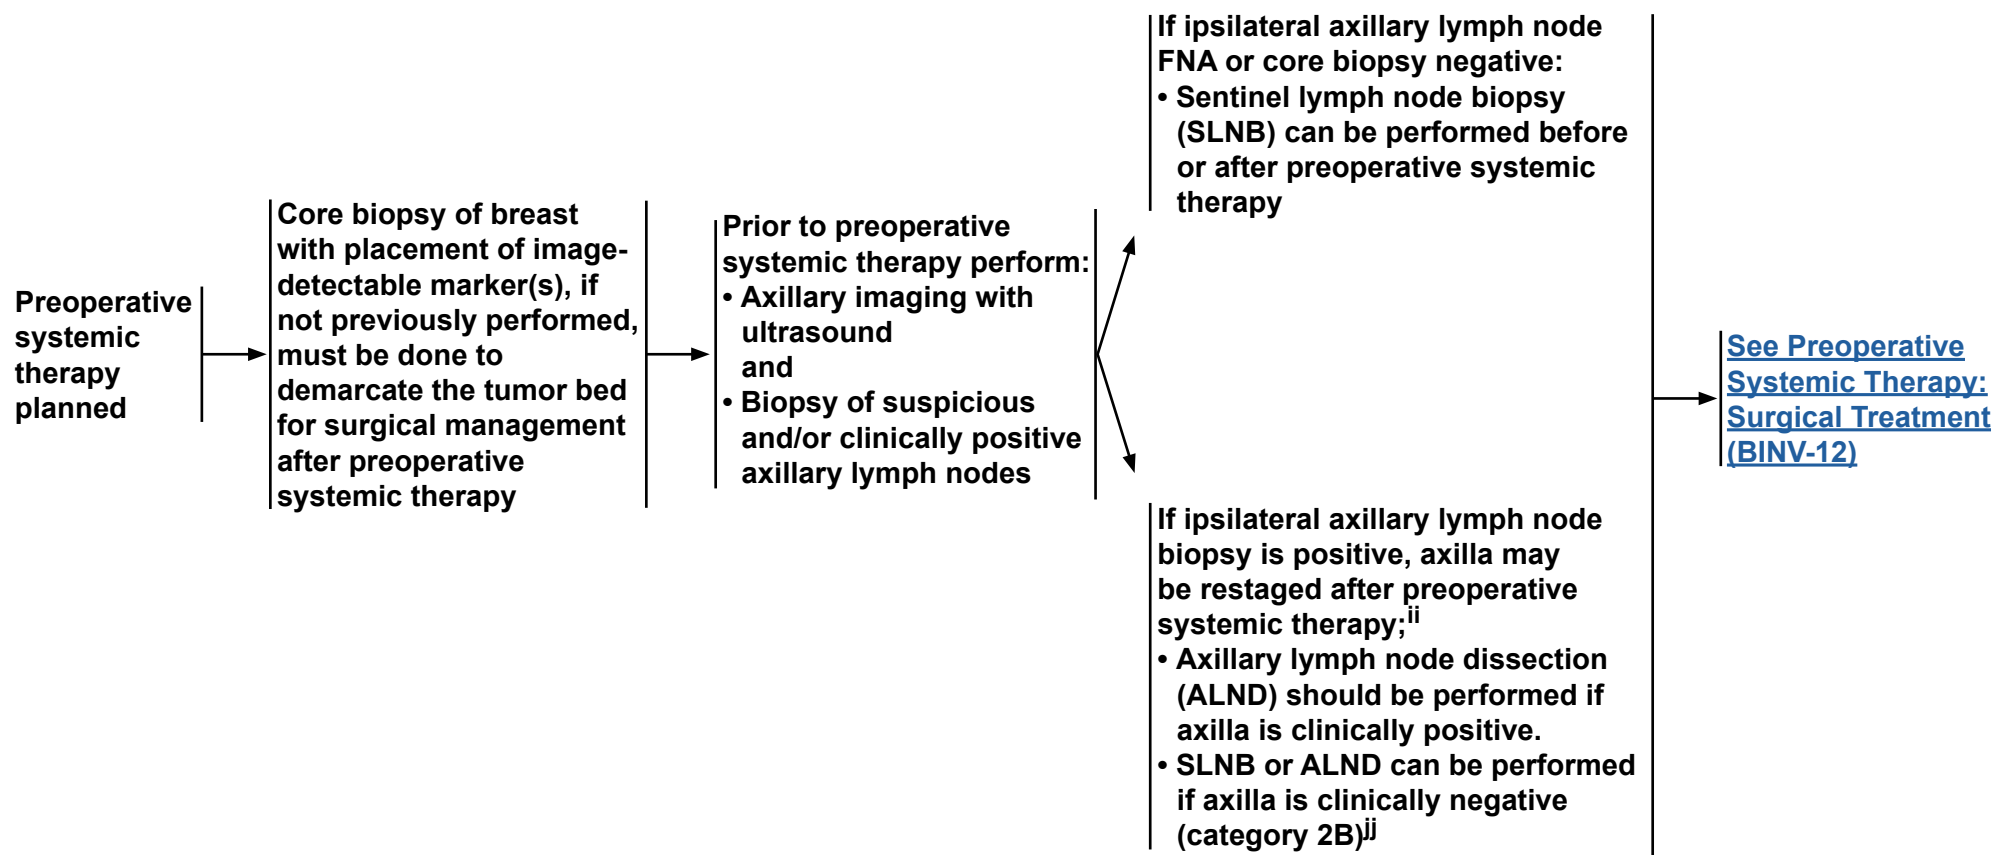 Preoperative
systemic
therapy
planned
Core biopsy of breast
with placement of image-
detectable marker(s), if
not previously performed,
must be done to
demarcate the tumor bed
for surgical management
after preoperative
systemic therapy
Prior to preoperative
systemic therapy perform:
• Axillary imaging with
ultrasound
and
• Biopsy of suspicious
and/or clinically positive
axillary lymph nodes
If ipsilateral axillary lymph node
FNA or core biopsy negative:
• Sentinel lymph node biopsy
(SLNB) can be performed before
or after preoperative systemic
therapy
If ipsilateral axillary lymph node
biopsy is positive, axilla may
be restaged after preoperative
systemic therapy;ii
• Axillary lymph node dissection
(ALND) should be performed if
axilla is clinically positive.
• SLNB or ALND can be performed
if axilla is clinically negative
(category 2B)jj
See Preoperative
Systemic Therapy:
Surgical Treatment
(BINV-12)